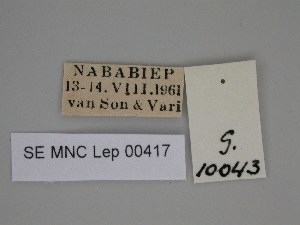 NABABIEP
13-14.VIII.1961
van Son & Vari
G.
10043
SE MNC Lep 00417